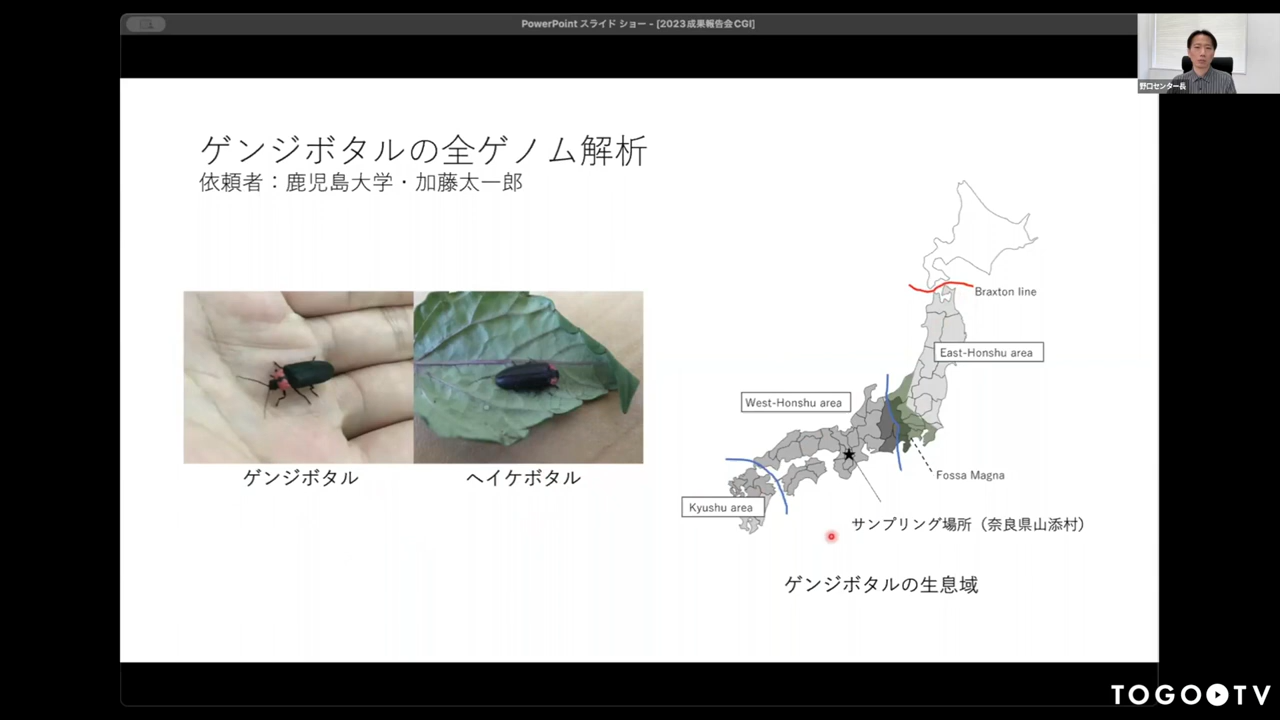 PowerPoint スライド ショー - [2023成果報告会CGI]
野口センター長
ゲンジボタルの全ゲノム解析
依頼者：鹿児島大学・加藤太一郎
Braxton line
East-Honshu area
West-Honshu area
Fossa Magna
Kyushu area
サンプリング場所（奈良県山添村）
ゲンジボタルの生息域
ゲンジボタル
ヘイケボタル
TOGO TV